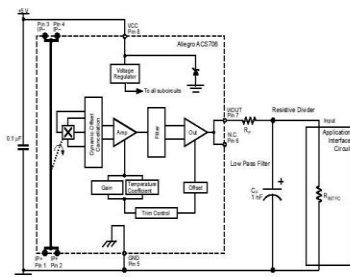 +5 V
Pin 3 Pin 4
IP– IP–
VCC
Pin 8
Allegro ACS706
Voltage
Regulator
To all subcircuits
0.1 µF
Dynamic Offset
Cancellation
Amp
Filter
Out
VIOUT
Pin 7
N.C.
Pin 6
Gain
Temperature
Coefficient
Offset
Trim Control
GND
Pin 5
IP+ IP+
Pin 1 Pin 2
Resistive Divider
Low Pass Filter
1 nF
Input
Application
Interface
Circuit